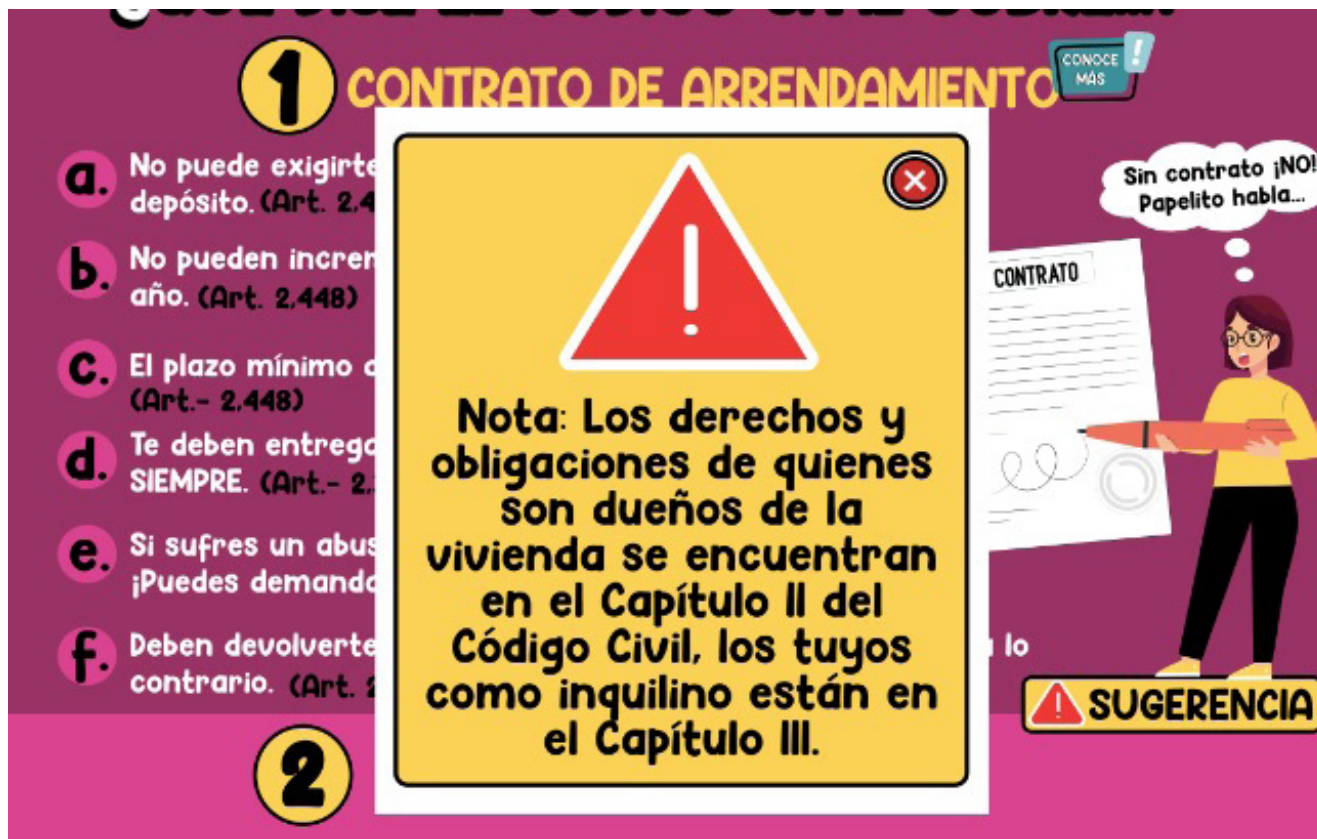 1 CONTRATO DE ARRENDAMIENTO
CONOCE
MÁS
!
a. No puede exigirte
depósito. (Art. 2,4
b. No pueden increm
año. (Art. 2,448)
c. El plazo mínimo d
(Art.- 2,448)
d. Te deben entrega
SIEMPRE. (Art.- 2.
e. Si sufres un abus
¡Puedes demanda
f. Deben devolverte
lo
contrario. (Art. 2
Nota: Los derechos y
obligaciones de quienes
son dueños de la
vivienda se encuentran
en el Capítulo II del
Código Civil, los tuyos
como inquilino están en
el Capítulo III.
Sin contrato ¡NO!
Papelito habla...
CONTRATO
SUGERENCIA
2